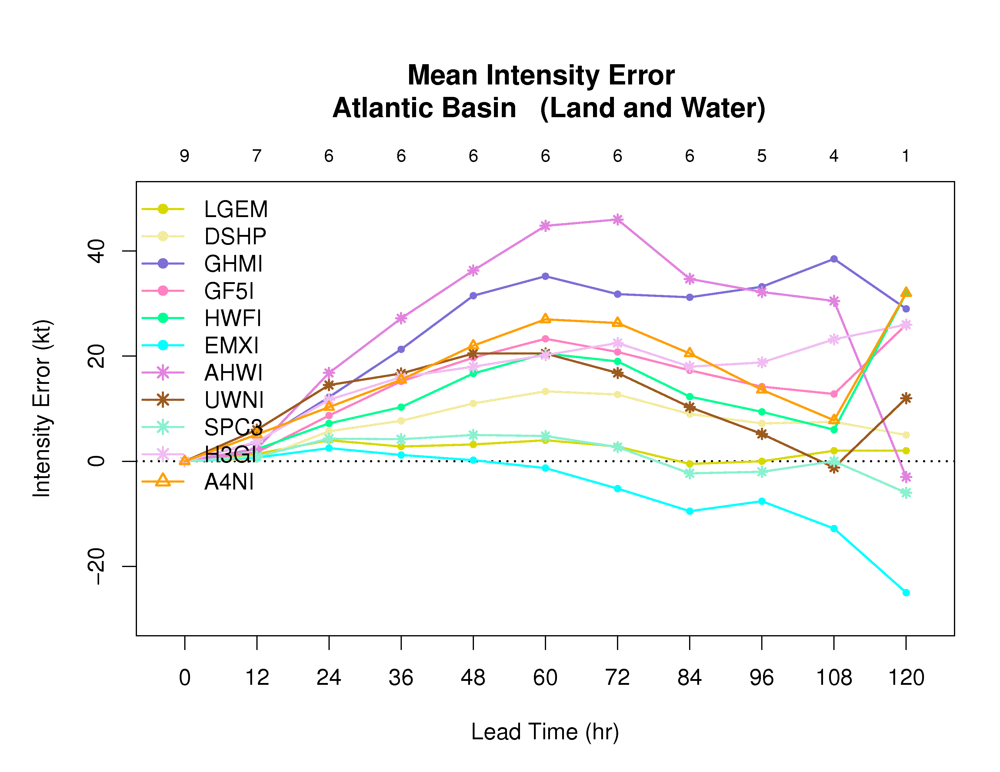 Mean Intensity Error
Atlantic Basin (Land and Water)
9 7 6 6 6 6 6 6 5 4 1
LGEM
DSHP
GHMI
GF5I
HWFI
EMXI
AHWI
UWNI
SPC3
H3GI
A4NI
40
20
0
−20
Intensity Error (kt)
0 12 24 36 48 60 72 84 96 108 120
Lead Time (hr)